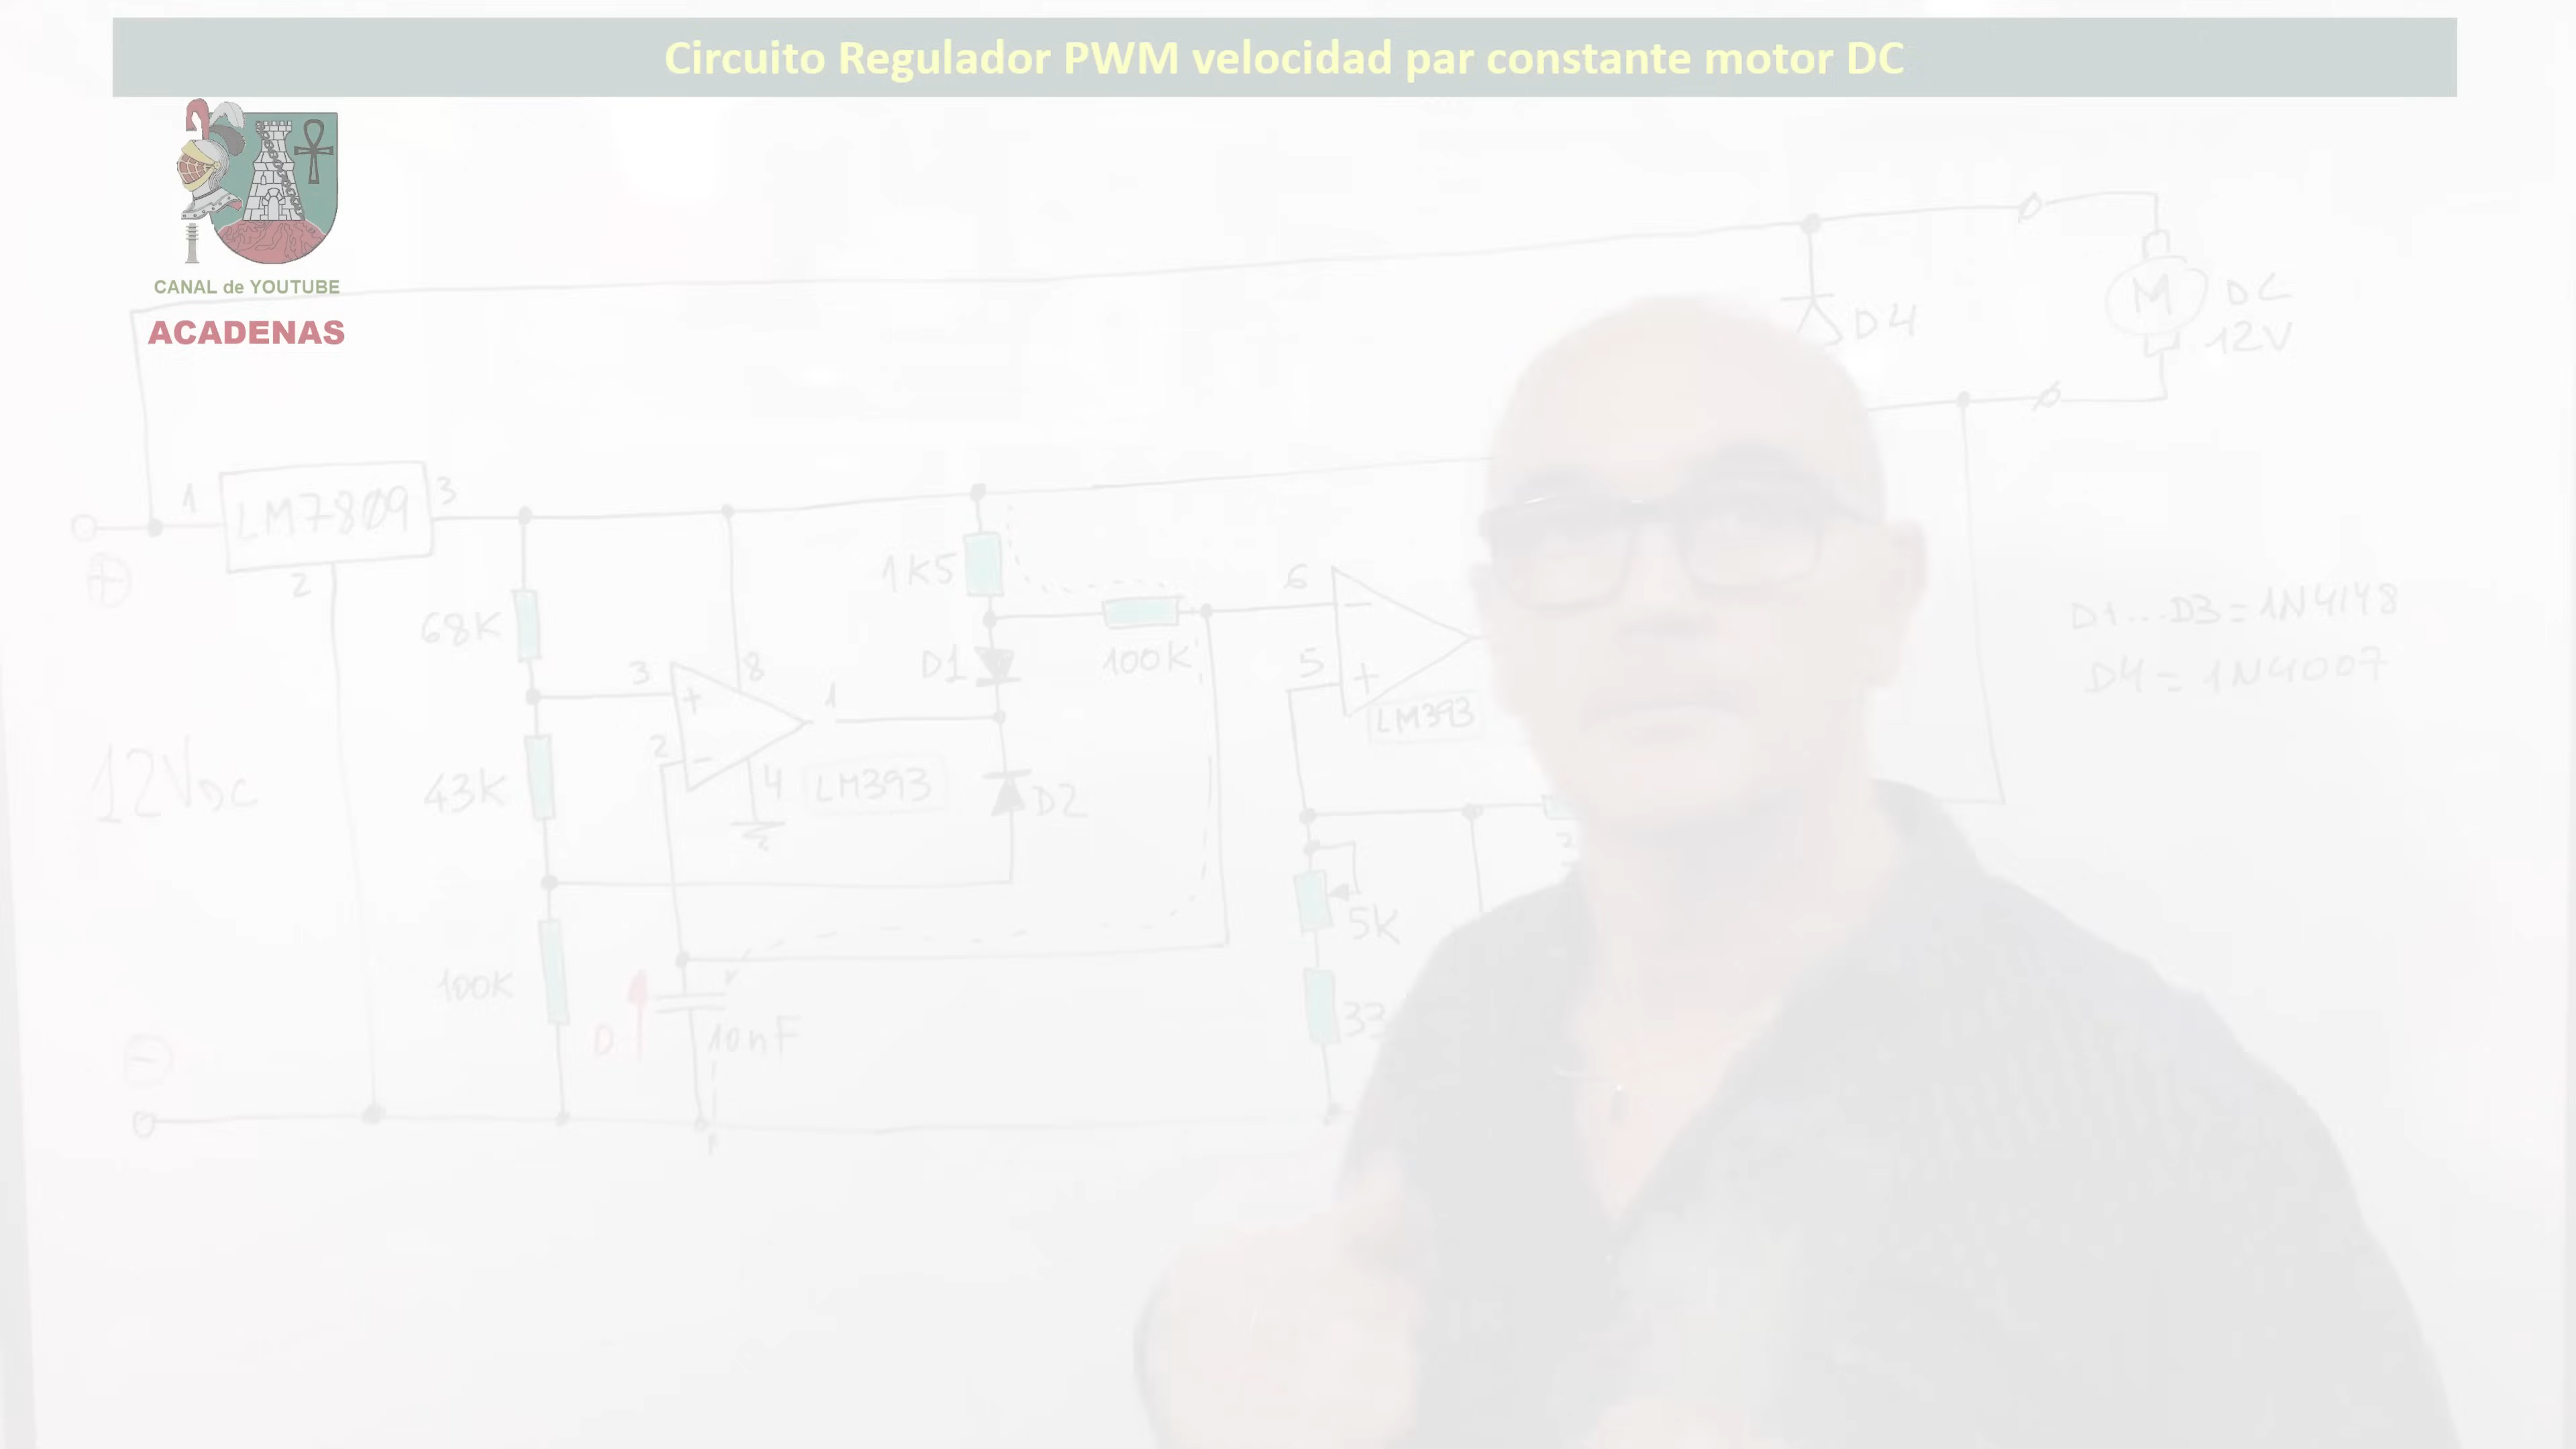 Circuito Regulador PWM velocidad par constante motor DC
CANAL de YOUTUBE
ACADENAS
D4
M
DC
12V
1
LM7809
3
2
1K5
68K
D1
100K
6
5
LM393
D1...D3=1N4148
D4=1N4007
3
8
1
2
4
LM393
D2
12VDC
43K
5K
100K
10nF
33